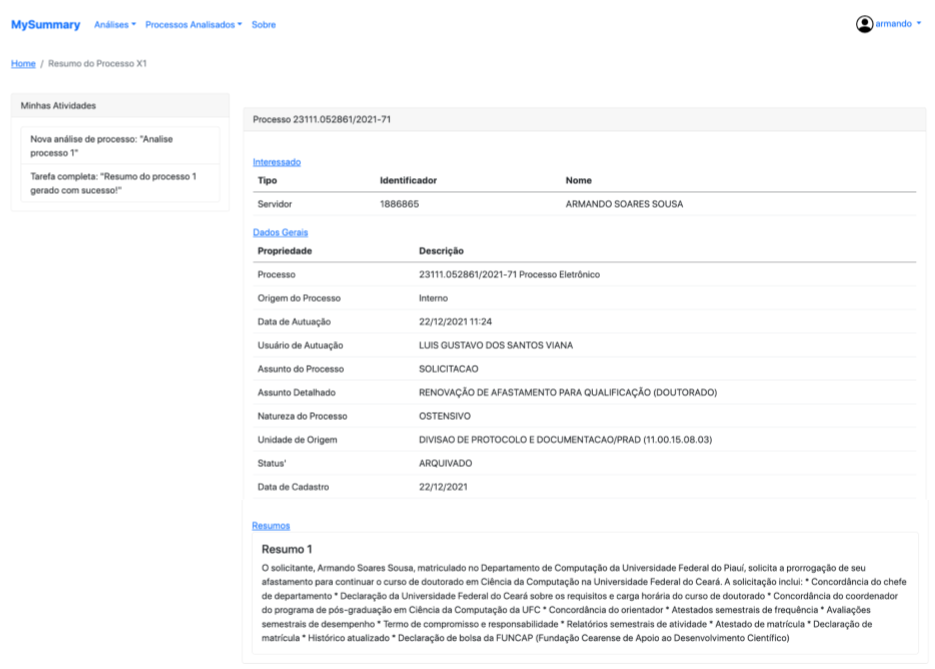 MySummary Análises Processos Analisados Sobre armando
Home / Resumo do Processo X1
Minhas Atividades
Nova análise de processo: "Analise
processo 1"
Tarefa completa: "Resumo do processo 1
gerado com sucesso!"
Processo 23111.052861/2021-71
Interessado
Tipo Identificador Nome
Servidor 1886865 ARMANDO SOARES SOUSA
Dados Gerais
Propriedade Descrição
Processo 23111.052861/2021-71 Processo Eletrônico
Origem do Processo Interno
Data de Autuação 22/12/2021 11:24
Usuário de Autuação LUIS GUSTAVO DOS SANTOS VIANA
Assunto do Processo SOLICITACAO
Assunto Detalhado RENOVAÇÃO DE AFASTAMENTO PARA QUALIFICAÇÃO (DOUTORADO)
Natureza do Processo OSTENSIVO
Unidade de Origem DIVISAO DE PROTOCOLO E DOCUMENTACAO/PRAD (11.00.15.08.03)
Status' ARQUIVADO
Data de Cadastro 22/12/2021
Resumos
Resumo 1
O solicitante, Armando Soares Sousa, matriculado no Departamento de Computação da Universidade Federal do Piauí, solicita a prorrogação de seu
afastamento para continuar o curso de doutorado em Ciência da Computação na Universidade Federal do Ceará. A solicitação inclui: * Concordância do chefe
de departamento * Declaração da Universidade Federal do Ceará sobre os requisitos e carga horária do curso de doutorado * Concordância do coordenador
do programa de pós-graduação em Ciência da Computação da UFC * Concordância do orientador * Atestados semestrais de frequência * Avaliações
semestrais de desempenho * Termo de compromisso e responsabilidade * Relatórios semestrais de atividade * Atestado de matrícula * Declaração de
matrícula * Histórico atualizado * Declaração de bolsa da FUNCAP (Fundação Cearense de Apoio ao Desenvolvimento Científico)